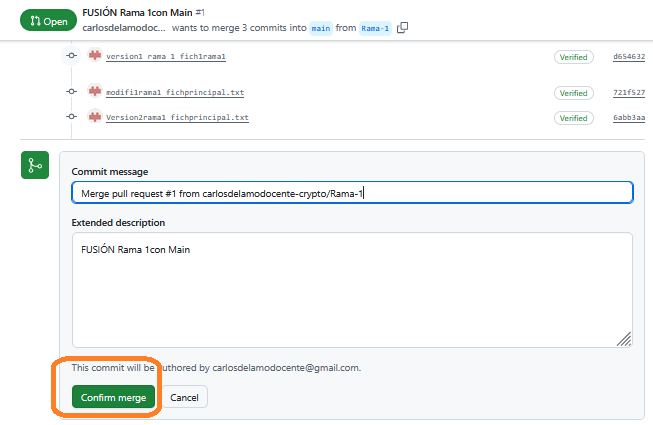 Open
FUSIÓN Rama 1con Main #1
carlosdelamodoc... wants to merge 3 commits into main from Rama-1
version1 rama 1 fich1rama1 Verified d654632
modifi1rama1 fichprincipal.txt Verified 721f527
Version2rama1 fichprincipal.txt Verified 6abb3aa
Commit message
Merge pull request #1 from carlosdelamodocente-crypto/Rama-1
Extended description
FUSIÓN Rama 1con Main
This commit will be authored by carlosdelamodocente@gmail.com.
Confirm merge Cancel